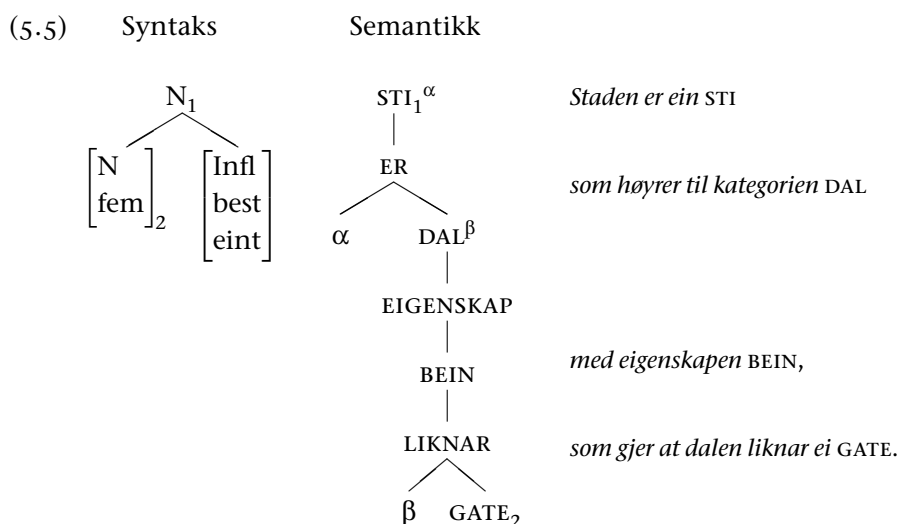 (5.5) Syntaks Semantikk
N₁ STI₁ᵅ Staden er ein STI
[N fem]₂ [Infl best eint] ER som høyrer til kategorien DAL
α DALᵝ
EIGENSKAP
BEIN med eigenskapen BEIN,
LIKNAR som gjer at dalen liknar ei GATE.
β GATE₂